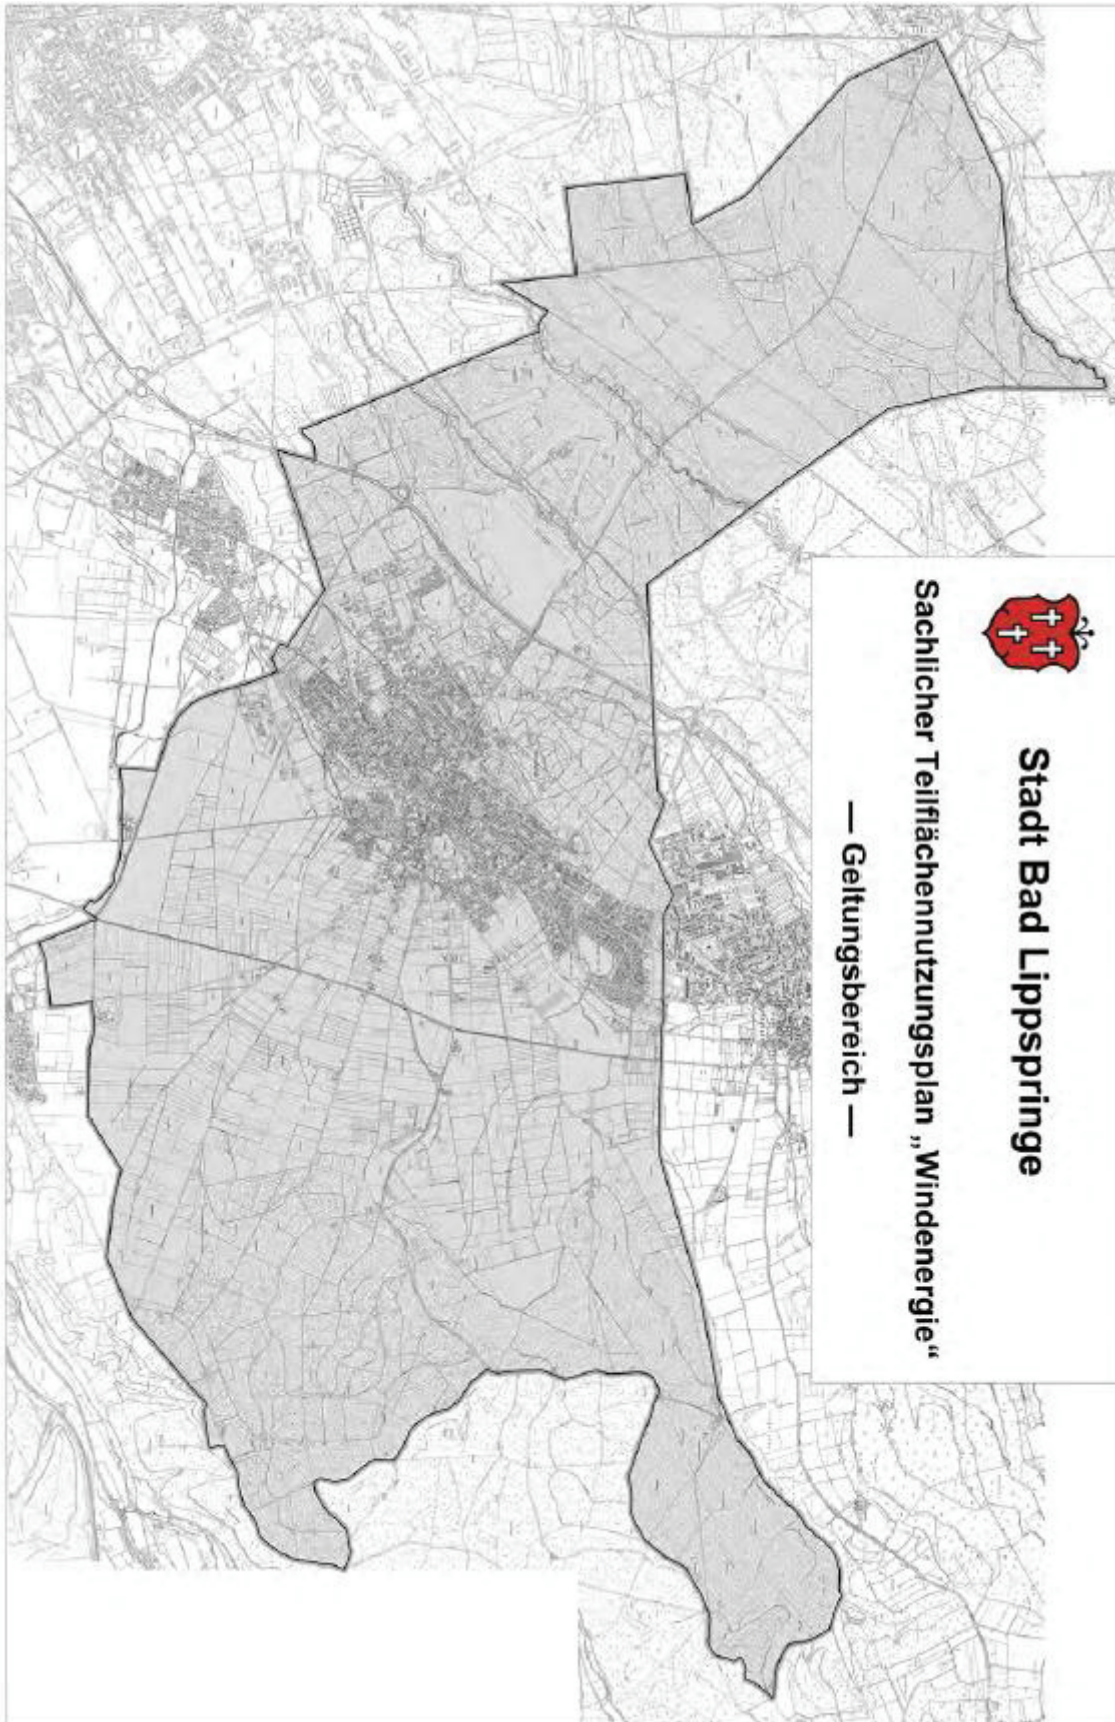 Stadt Bad Lippspringe
Sachlicher Teilflächennutzungsplan „Windenergie“
— Geltungsbereich —